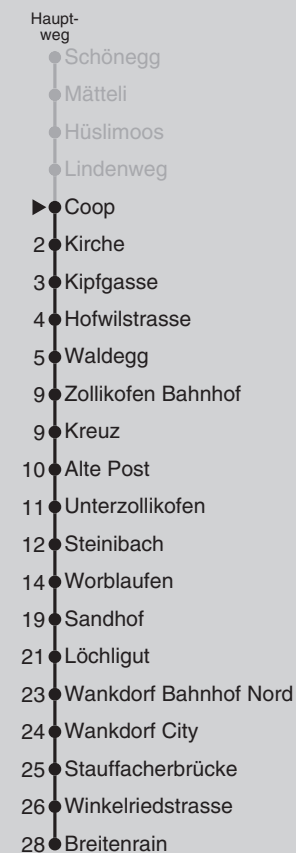 Haupt-
weg
Schönegg
Mätteli
Hüslimoos
Lindenweg
Coop
2 Kirche
3 Kipfgasse
4 Hofwilstrasse
5 Waldegg
9 Zollikofen Bahnhof
9 Kreuz
10 Alte Post
11 Unterzollikofen
12 Steinibach
14 Worblaufen
19 Sandhof
21 Löchligut
23 Wankdorf Bahnhof Nord
24 Wankdorf City
25 Stauffacherbrücke
26 Winkelriedstrasse
28 Breitenrain